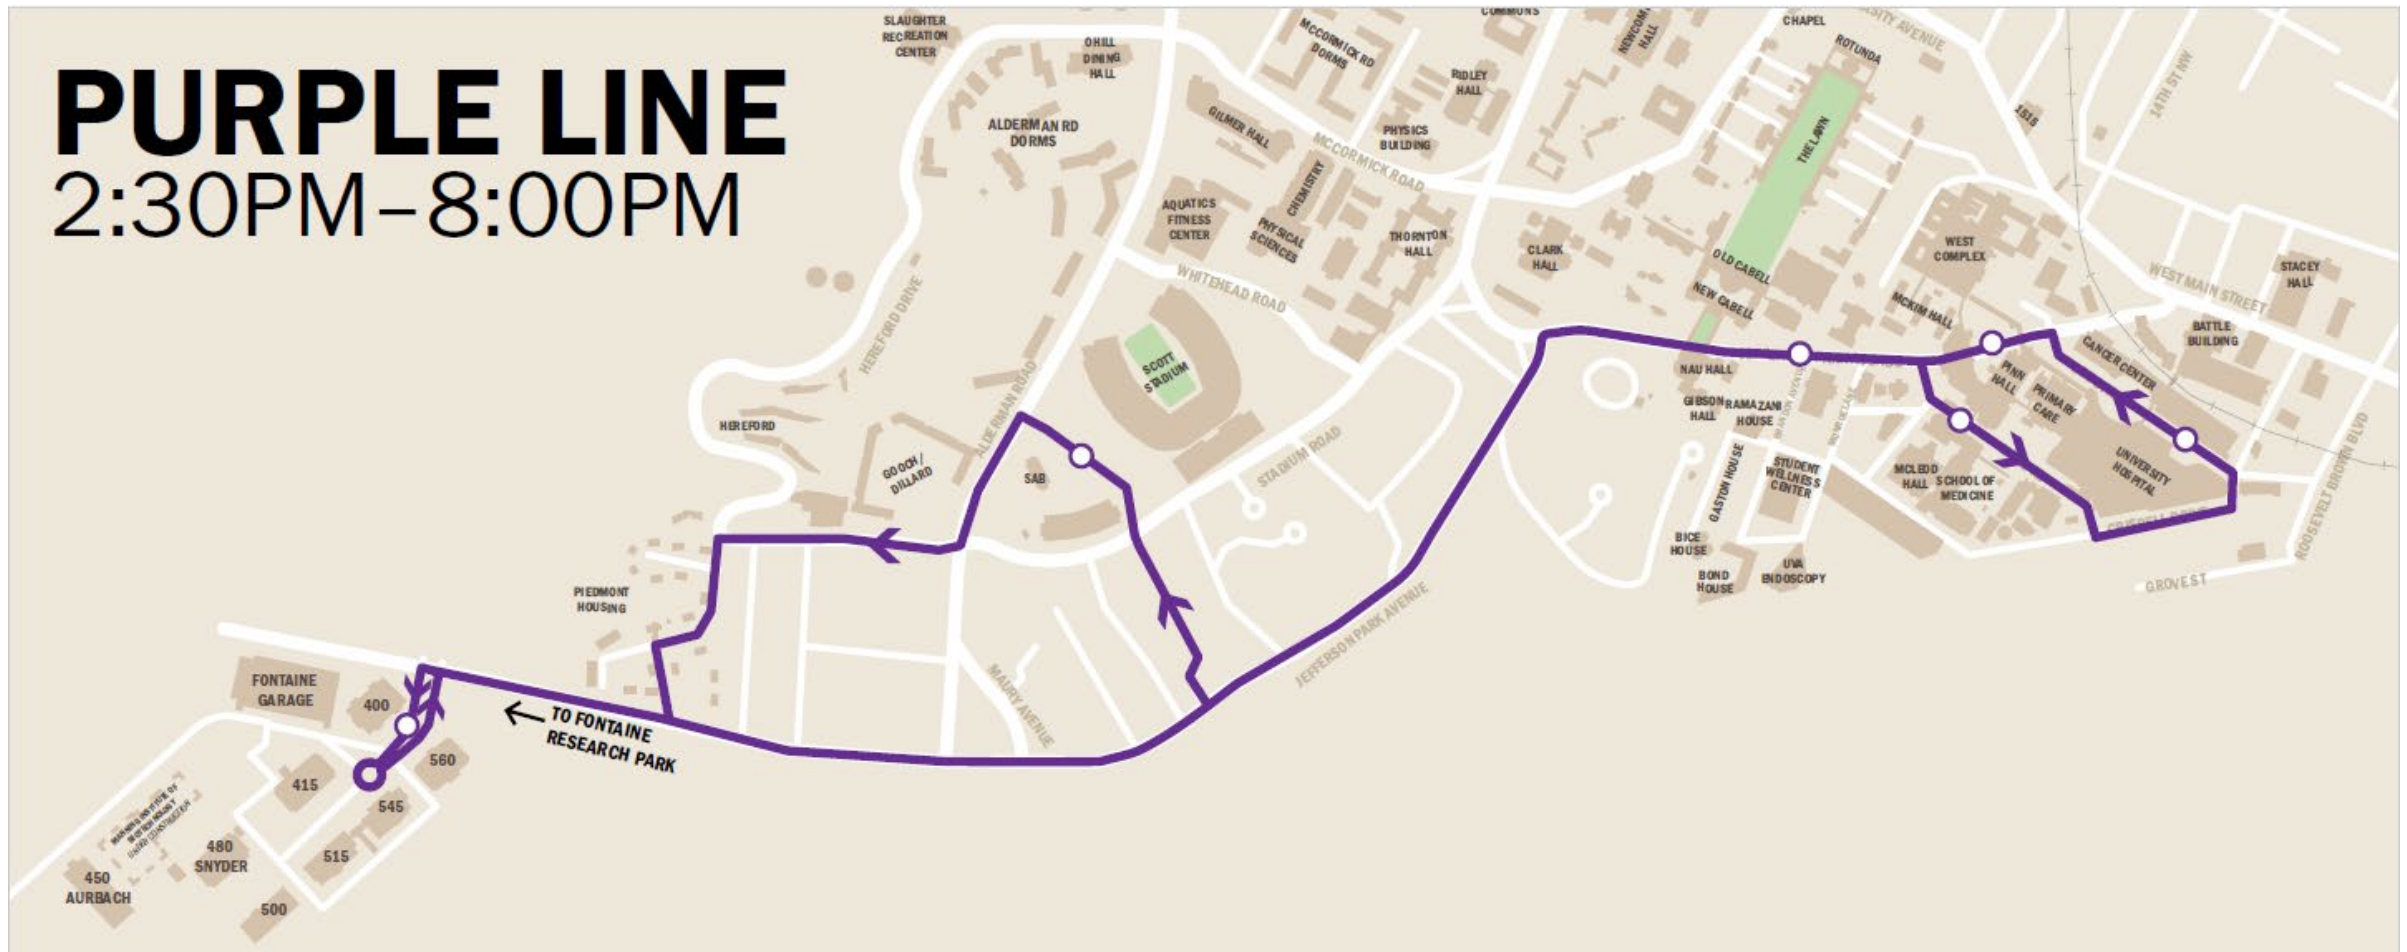 PURPLE LINE
2:30PM–8:00PM
SLAUGHTER
RECREATION
CENTER
OHILL
DINING
HALL
ALDERMAN RD
DORMS
MCCORMICK RD
DORMS
COMMONS
RIDLEY
HALL
CHAPEL
ROTUNDA
14TH ST NW
1515
GILMER HALL
MCCORMICK ROAD
PHYSICS
BUILDING
CHEMISTRY
PHYSICAL
SCIENCES
AQUATICS
FITNESS
CENTER
THORNTON
HALL
CLARK
HALL
THE LAWN
OLD CABELL
NEW CABELL
WEST
COMPLEX
MCKIM HALL
WEST MAIN STREET
STACEY
HALL
BATTLE
BUILDING
CANCER CENTER
HEREFORD DRIVE
WHITEHEAD ROAD
SCOTT
STADIUM
ALDERMAN ROAD
HEREFORD
GOOCH/
DILLARD
SAB
STADIUM ROAD
NAU HALL
GIBSON
HALL
RAMAZANI
HOUSE
GASTON HOUSE
STUDENT
WELLNESS
CENTER
PINN
HALL
PRIMARY
CARE
UNIVERSITY
HOSPITAL
MCLEOD
HALL
SCHOOL OF
MEDICINE
ROOSEVELT BROWN BLVD
GROVE ST
BICE
HOUSE
BOND
HOUSE
UVA
ENDOSCOPY
JEFFERSON PARK AVENUE
MAURY AVENUE
PIEDMONT
HOUSING
TO FONTAINE
RESEARCH PARK
FONTAINE
GARAGE
400
560
415
545
515
480
SNYDER
450
AURBACH
500